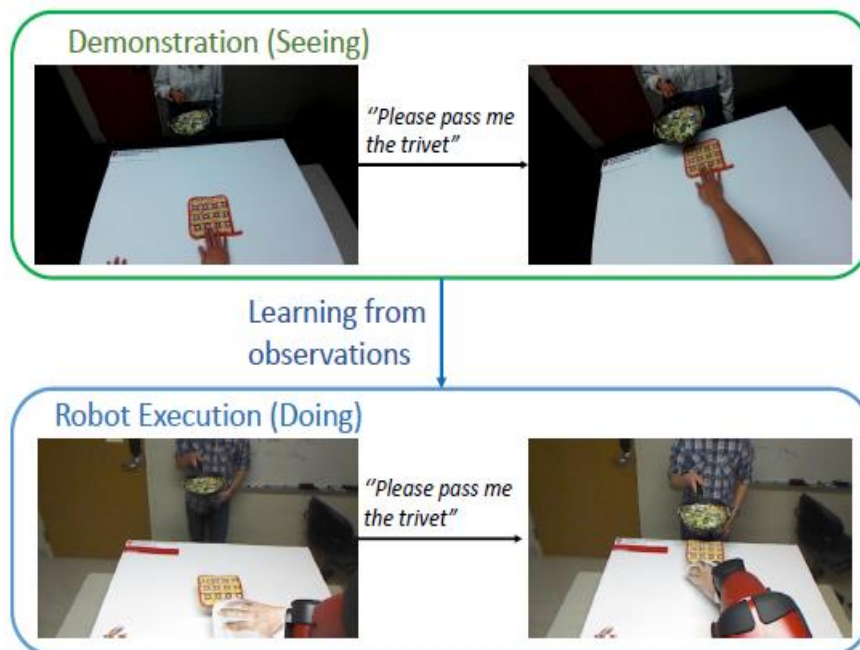 Demonstration (Seeing)
"Please pass me
the trivet"
Learning from
observations
Robot Execution (Doing)
"Please pass me
the trivet"